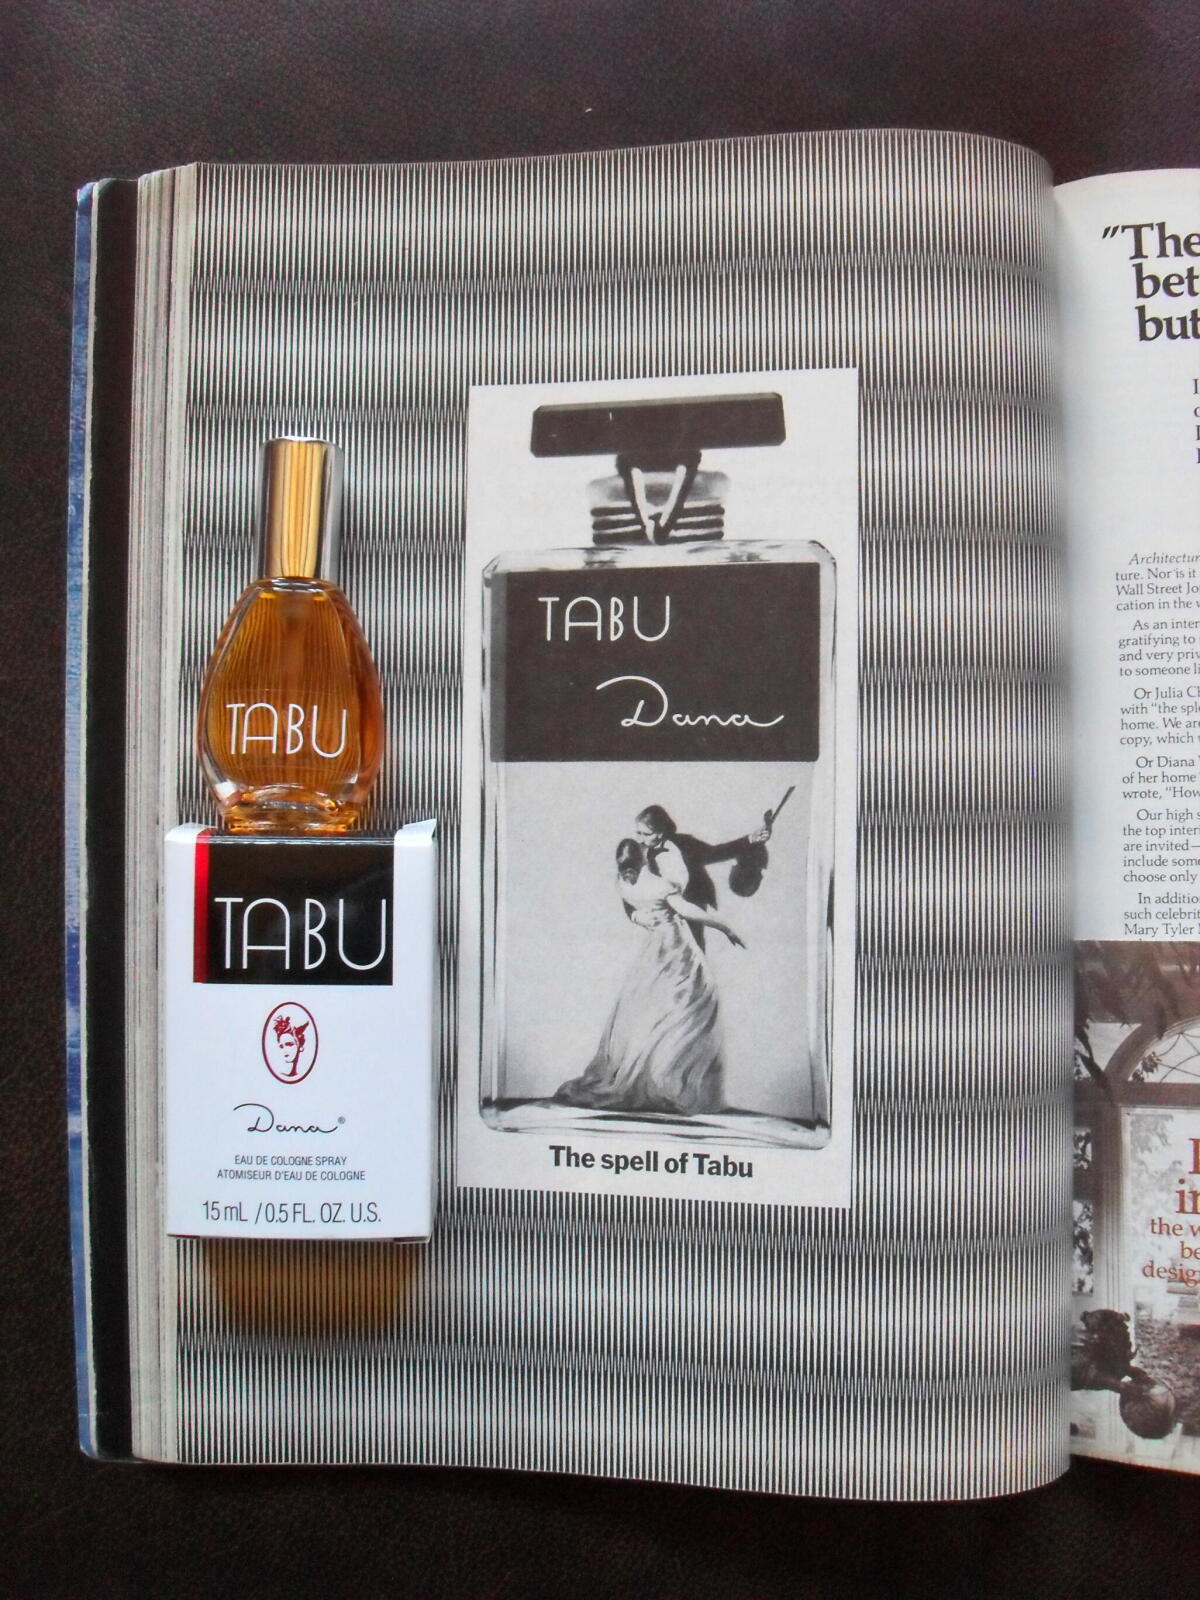 TABU
TABU
Dana®
EAU DE COLOGNE SPRAY
ATOMISEUR D'EAU DE COLOGNE
15 mL / 0.5 FL. OZ. U.S.
TABU
Dana
The spell of Tabu
"The
bet
but
Architectur
ture. Nor is it
Wall Street Jo
cation in the
As an inter
gratifying to
and very priv
to someone li
Or Julia Ch
with "the sple
home. We are
copy, which
Or Diana
of her home
wrote, "How
Our high s
the top inter
are invited—
include some
choose only
In additio
such celebrit
Mary Tyler
in
the w
be
desig